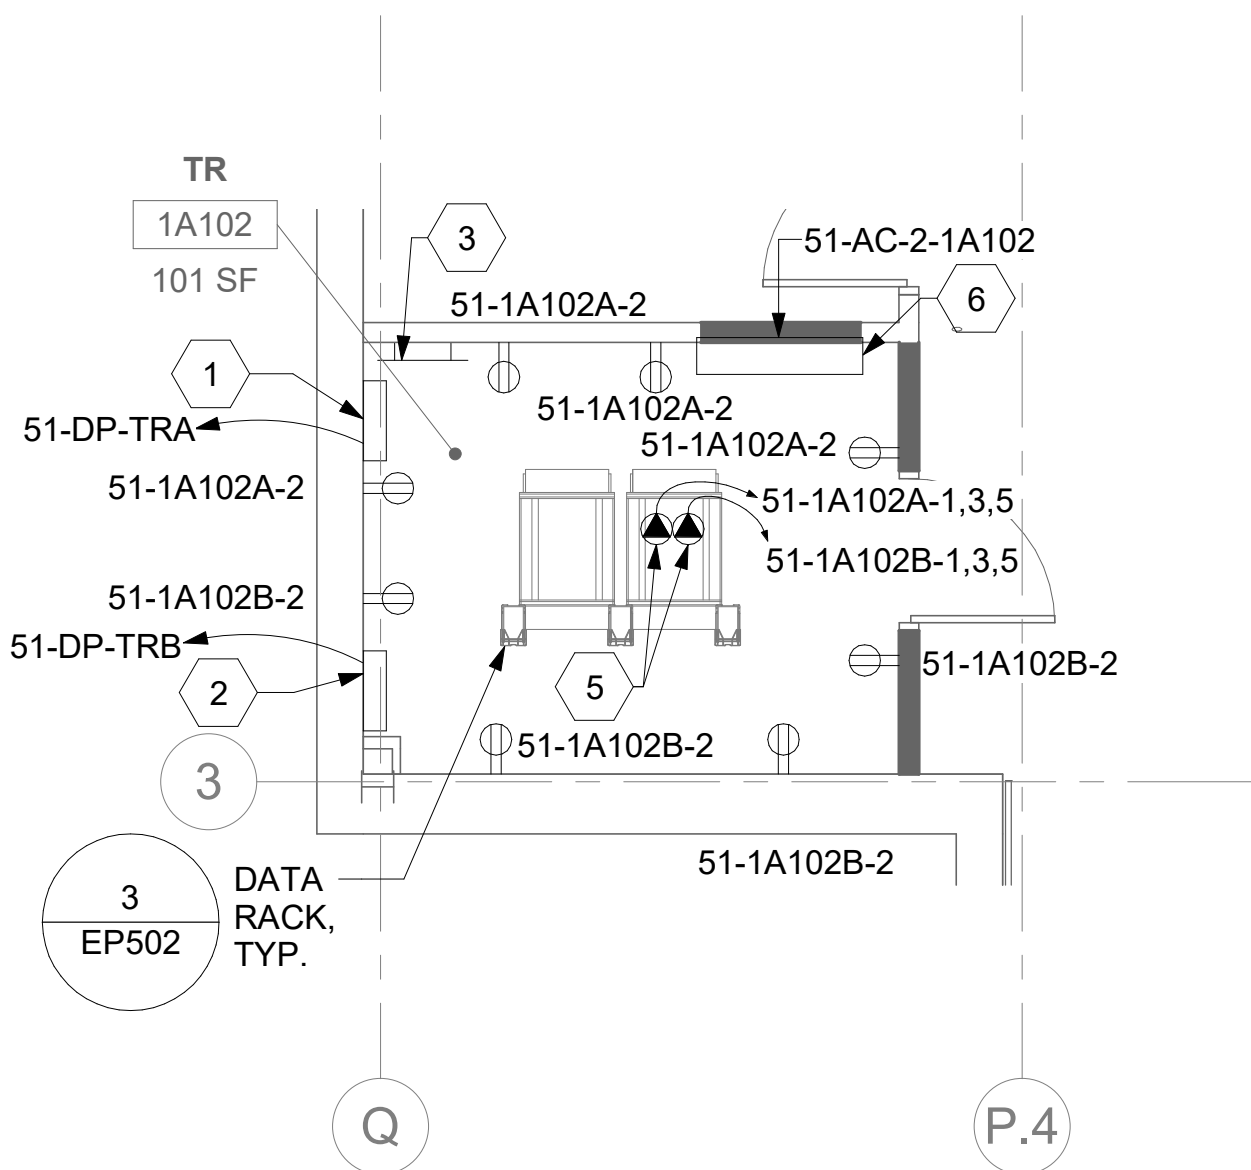 TR
1A102
101 SF
3
51-AC-2-1A102
6
51-1A102A-2
1
51-1A102A-2
51-DP-TRA
51-1A102A-2
51-1A102A-2
51-1A102A-1,3,5
51-1A102B-1,3,5
51-1A102B-2
51-DP-TRB
51-1A102B-2
2
5
51-1A102B-2
3
51-1A102B-2
3
EP502
DATA
RACK,
TYP.
Q
P.4